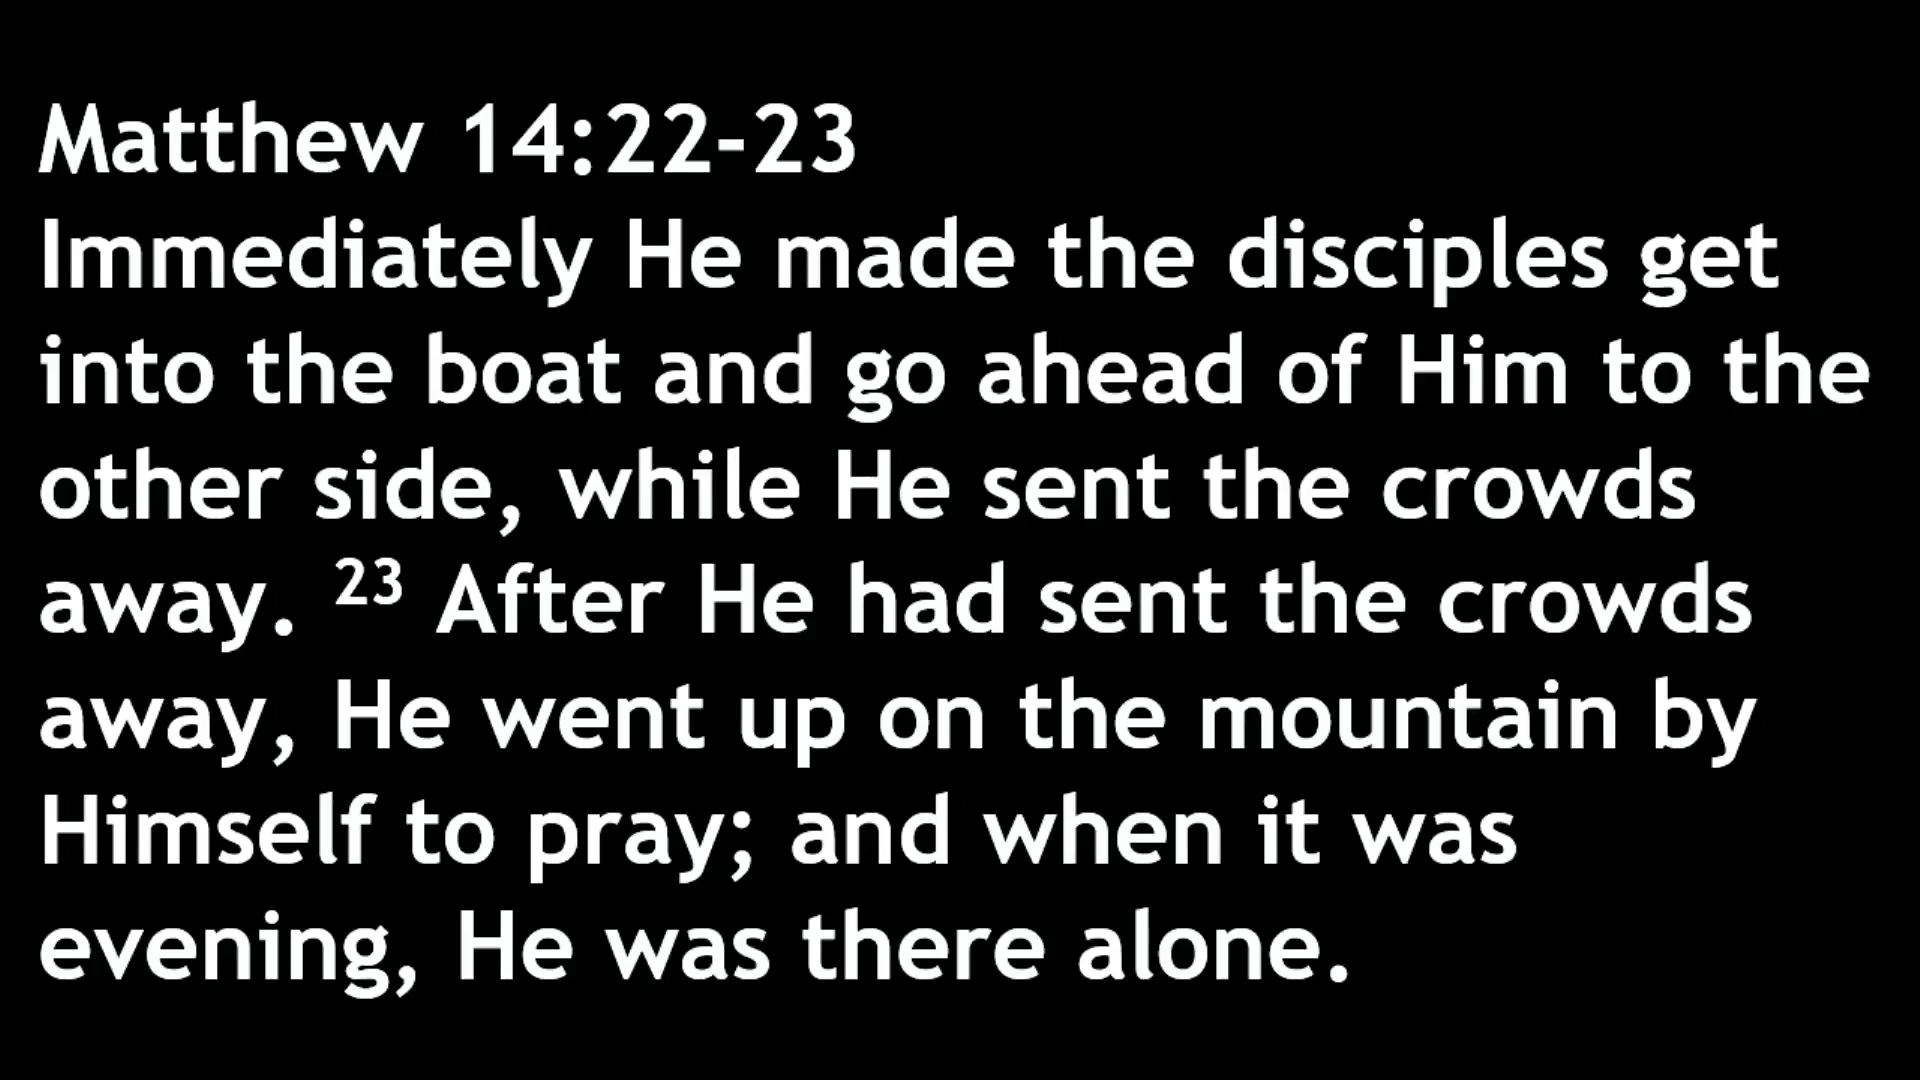 Matthew 14:22-23
Immediately He made the disciples get
into the boat and go ahead of Him to the
other side, while He sent the crowds
away. ²³ After He had sent the crowds
away, He went up on the mountain by
Himself to pray; and when it was
evening, He was there alone.